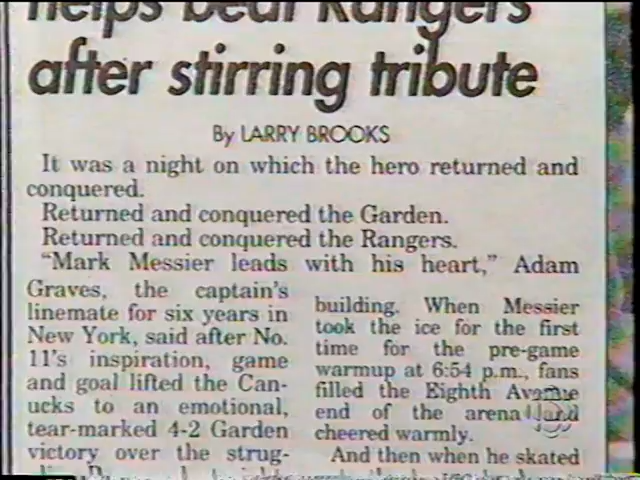 helps beat Rangers
after stirring tribute
By LARRY BROOKS
It was a night on which the hero returned and
conquered.
Returned and conquered the Garden.
Returned and conquered the Rangers.
"Mark Messier leads with his heart," Adam
Graves, the captain's
linemate for six years in
New York, said after No.
11's inspiration, game
and goal lifted the Can-
ucks to an emotional,
tear-marked 4-2 Garden
victory over the strug-
building. When Messier
took the ice for the first
time for the pre-game
warmup at 6:54 p.m., fans
filled the Eighth Avenue
end of the arena and
cheered warmly.
And then when he skated